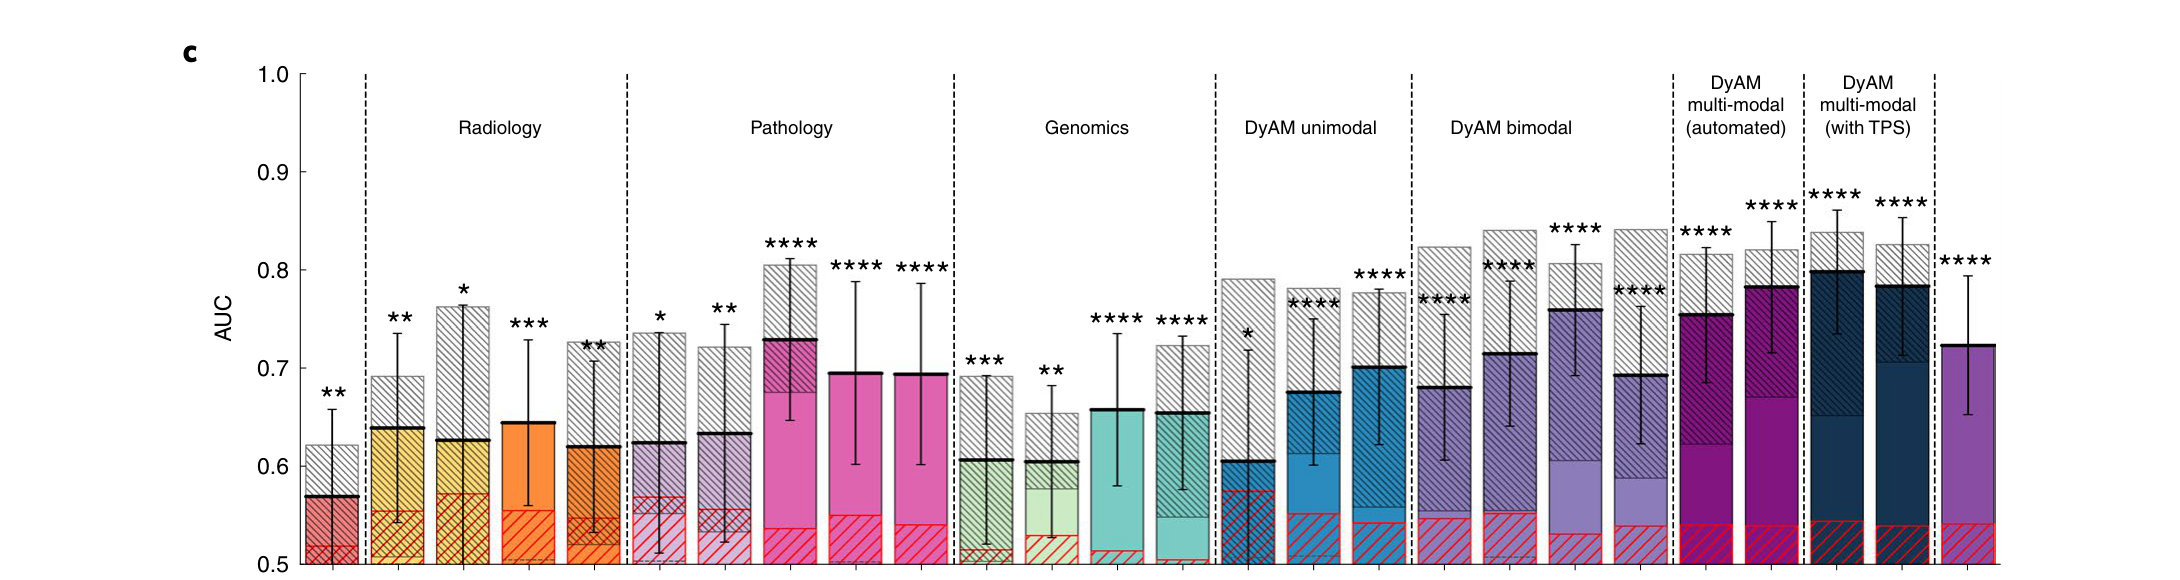 c
1.0
0.9
0.8
0.7
0.6
0.5
AUC
Radiology
Pathology
Genomics
DyAM unimodal
DyAM bimodal
DyAM
multi-modal
(automated)
DyAM
multi-modal
(with TPS)
**
**
*
***
**
*
**
****
****
****
***
**
****
****
*
****
****
****
****
****
****
****
****
****
****
****